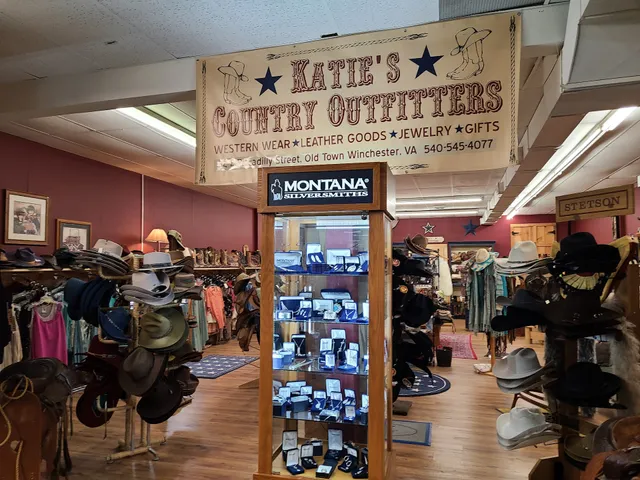 KATIE'S
COUNTRY OUTFITTERS
WESTERN WEAR★LEATHER GOODS★JEWELRY★GIFTS
Street, Old Town Winchester, VA 540-545-4077
MONTANA®
SILVERSMITHS
STETSON